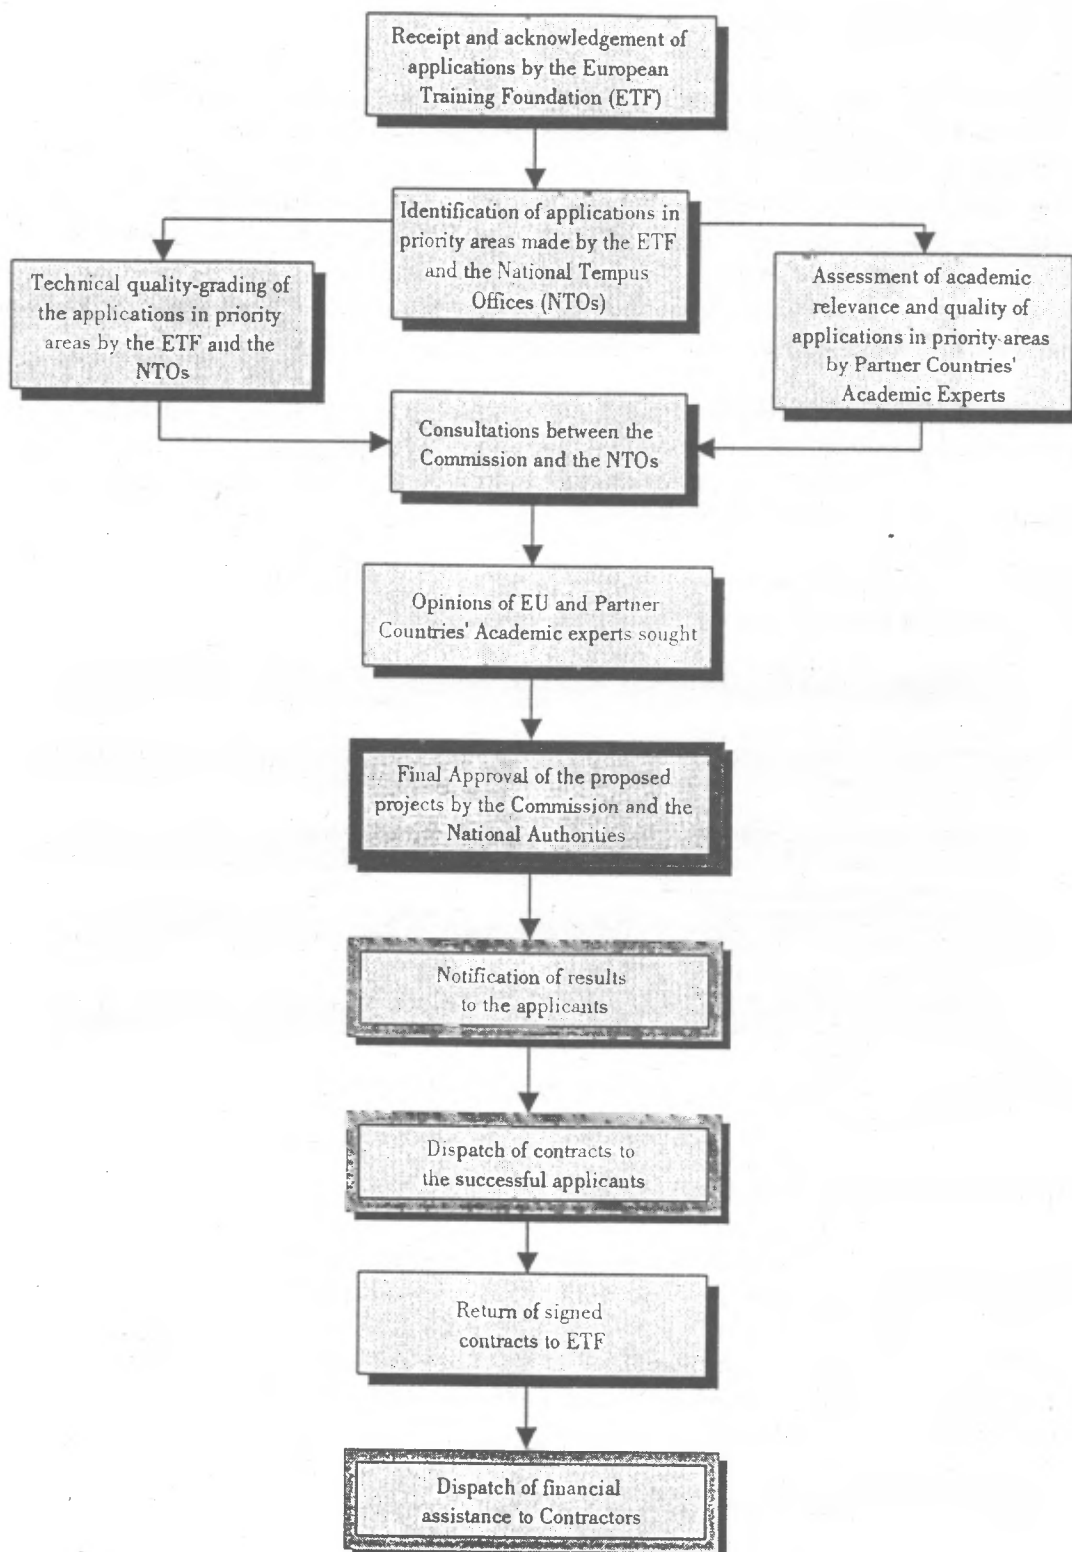 Receipt and acknowledgement of
applications by the European
Training Foundation (ETF)
Identification of applications in
priority areas made by the ETF
and the National Tempus
Offices (NTOs)
Technical quality-grading of
the applications in priority
areas by the ETF and the
NTOs
Assessment of academic
relevance and quality of
applications in priority areas
by Partner Countries'
Academic Experts
Consultations between the
Commission and the NTOs
Opinions of EU and Partner
Countries' Academic experts sought
Final Approval of the proposed
projects by the Commission and the
National Authorities
Notification of results
to the applicants
Dispatch of contracts to
the successful applicants
Return of signed
contracts to ETF
Dispatch of financial
assistance to Contractors